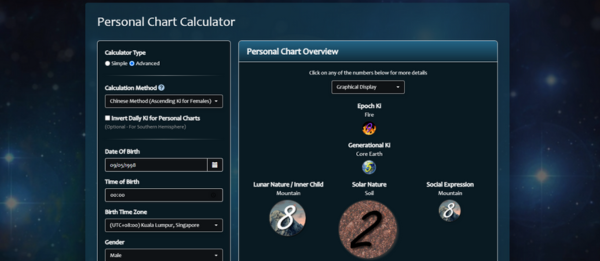 Personal Chart Calculator
Calculator Type
Simple Advanced
Calculation Method
Chinese Method (Ascending Ki for Females)
Invert Daily Ki for Personal Charts
(Optional - For Southern Hemisphere)
Date Of Birth
09/05/1998
Time of Birth
00:00
Birth Time Zone
(UTC+08:00) Kuala Lumpur, Singapore
Gender
Male
Personal Chart Overview
Click on any of the numbers below for more details
Graphical Display
Epoch Ki
Fire
Generational Ki
Core Earth
Lunar Nature / Inner Child
Mountain
8
Solar Nature
Soil
2
Social Expression
Mountain
8